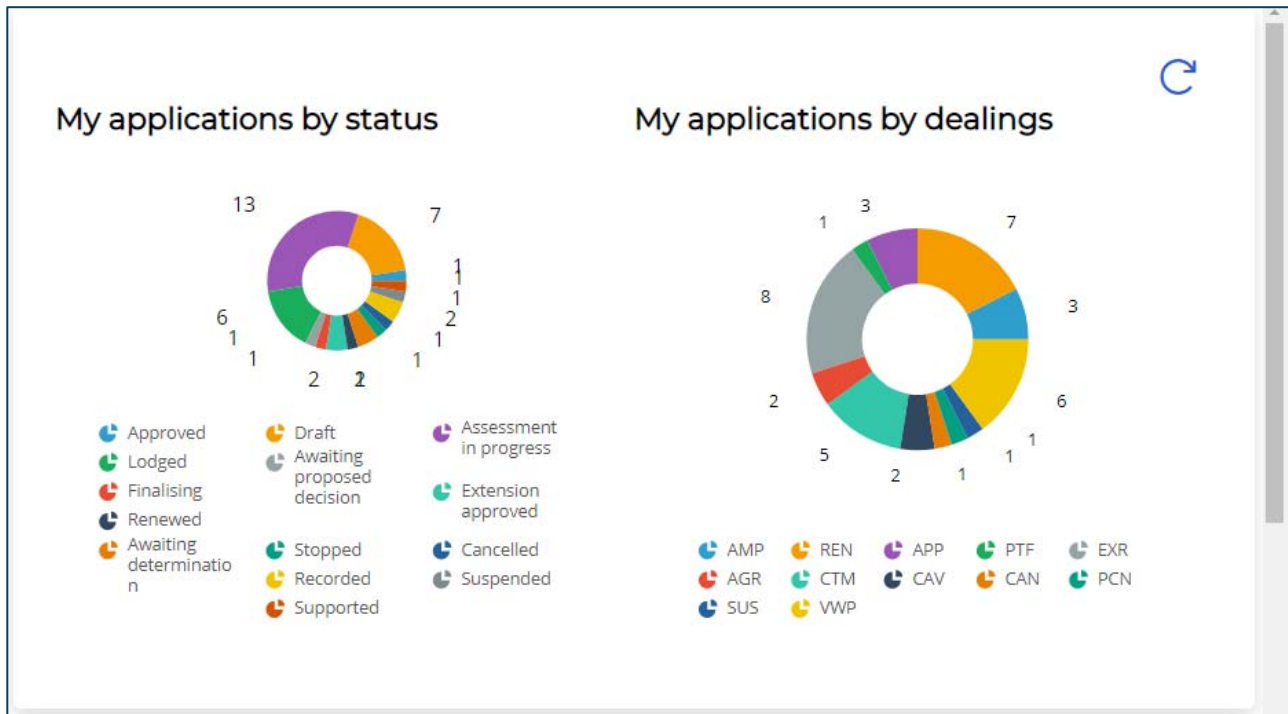 My applications by status
13
7
1
1
1
2
1
1
2
1
2
1
1
6
Approved
Draft
Assessment
in progress
Lodged
Awaiting
proposed
decision
Finalising
Extension
approved
Renewed
Awaiting
determinatio
n
Stopped
Cancelled
Recorded
Suspended
Supported
My applications by dealings
3
7
1
3
8
6
1
1
2
5
2
1
AMP
REN
APP
PTF
EXR
AGR
CTM
CAV
CAN
PCN
SUS
VWP